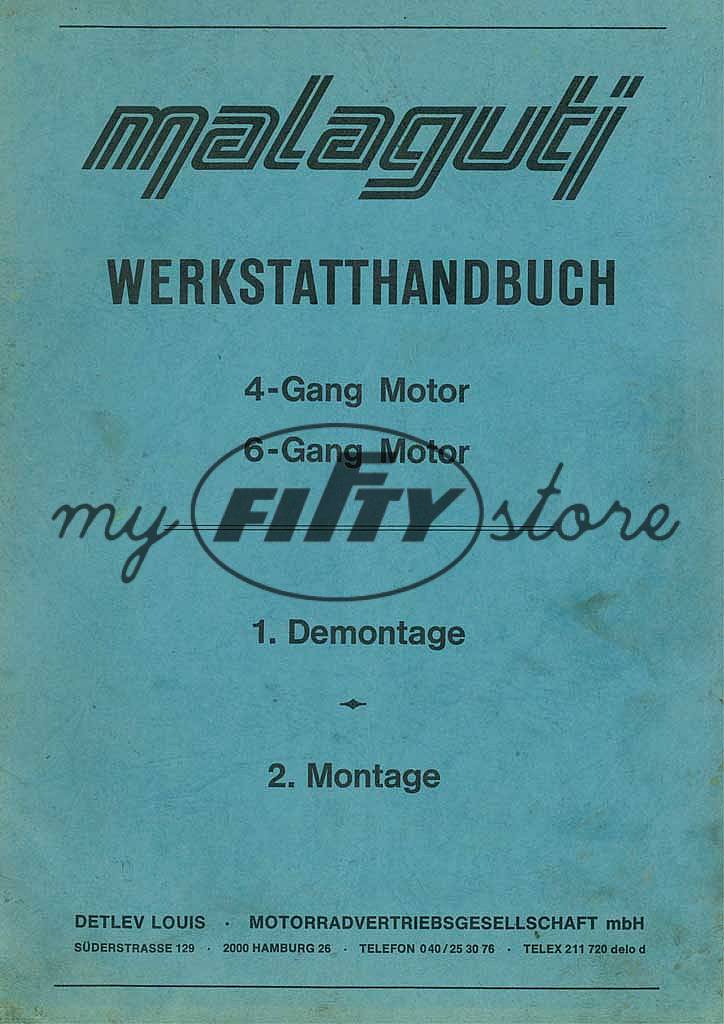 malaguti
WERKSTATTHANDBUCH
4-Gang Motor
6-Gang Motor
my FIFTY store
1. Demontage
2. Montage
DETLEV LOUIS · MOTORRADVERTRIEBSGESELLSCHAFT mbH
SÜDERSTRASSE 129 · 2000 HAMBURG 26 · TELEFON 040/25 30 76 · TELEX 211 720 delo d